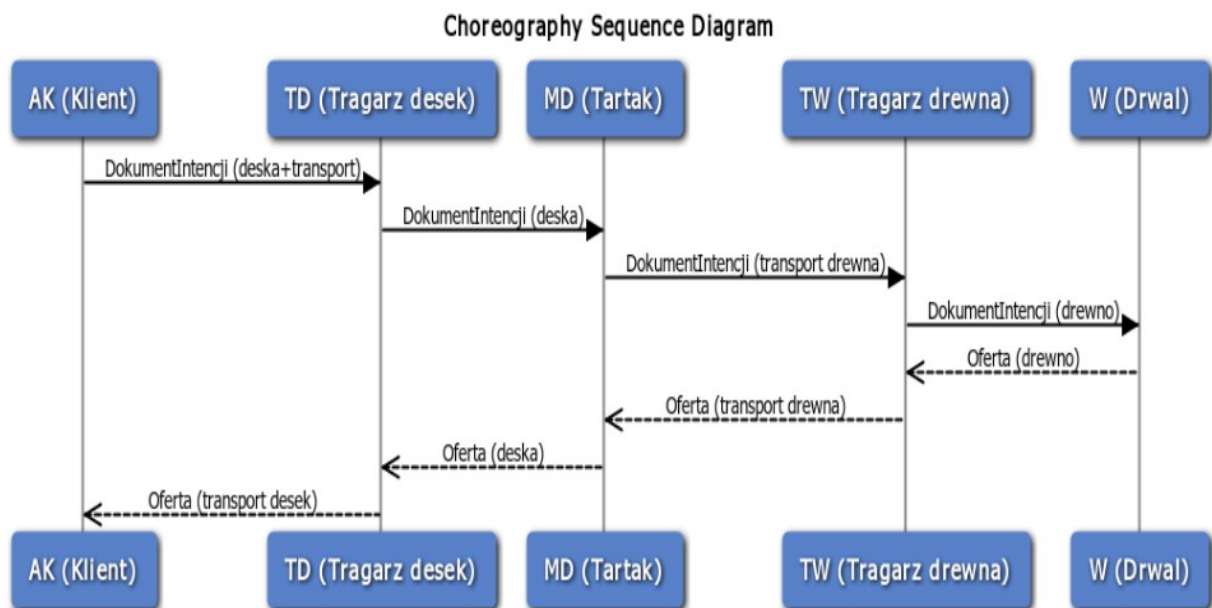 Choreography Sequence Diagram
AK (Klient) TD (Tragarz desek) MD (Tartak) TW (Tragarz drewna) W (Drwal)
DokumentIntencji (deska+transport)
DokumentIntencji (deska)
DokumentIntencji (transport drewna)
DokumentIntencji (drewno)
Oferta (drewno)
Oferta (transport drewna)
Oferta (deska)
Oferta (transport desek)
AK (Klient) TD (Tragarz desek) MD (Tartak) TW (Tragarz drewna) W (Drwal)